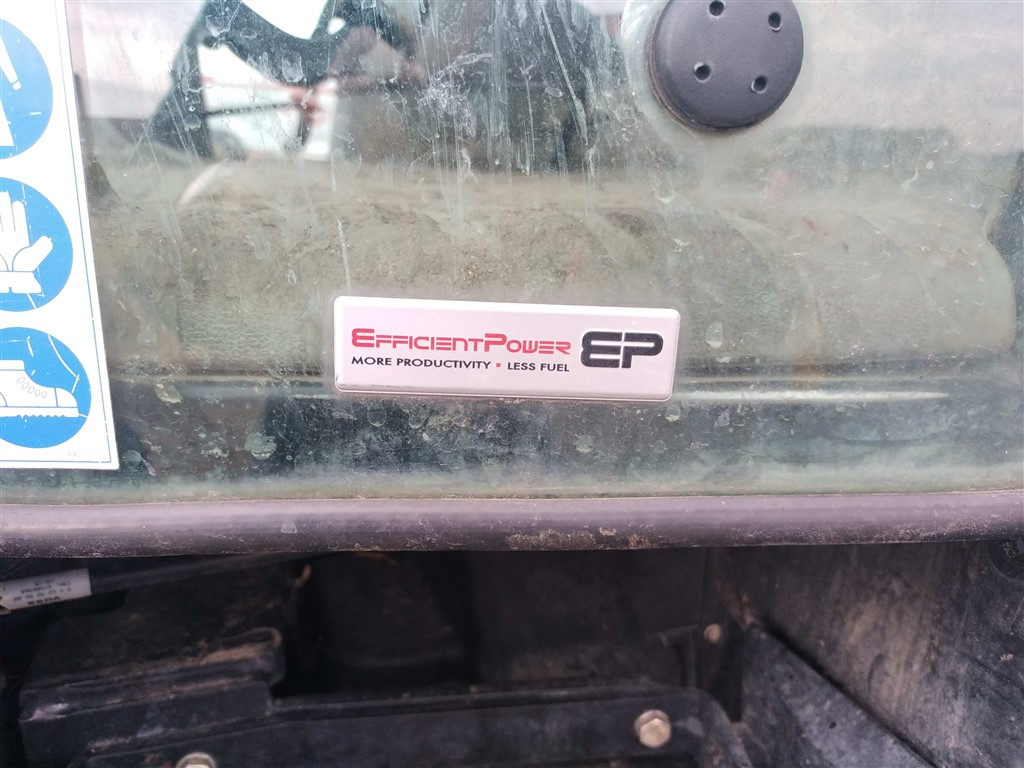 EFFICIENTPOWER
MORE PRODUCTIVITY ▪ LESS FUEL
EP